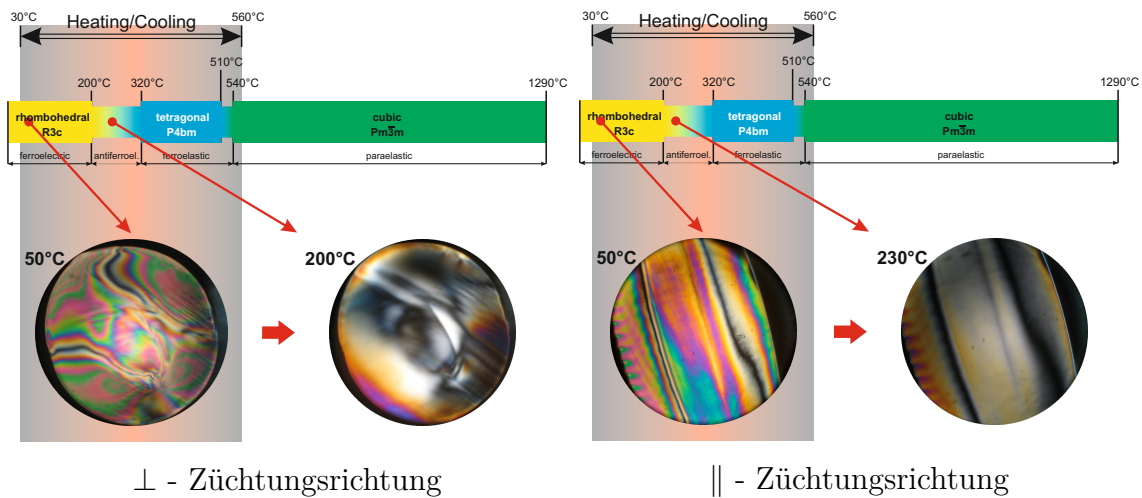 30°C Heating/Cooling 560°C
510°C
200°C 320°C 540°C 1290°C
rhombohedral tetragonal cubic
R3c P4bm Pm3̅m
ferroelectric antiferroel. ferroelastic paraelastic
50°C 200°C
⊥ - Züchtungsrichtung
30°C Heating/Cooling 560°C
510°C
200°C 320°C 540°C 1290°C
rhombohedral tetragonal cubic
R3c P4bm Pm3̅m
ferroelectric antiferroel. ferroelastic paraelastic
50°C 230°C
∥ - Züchtungsrichtung